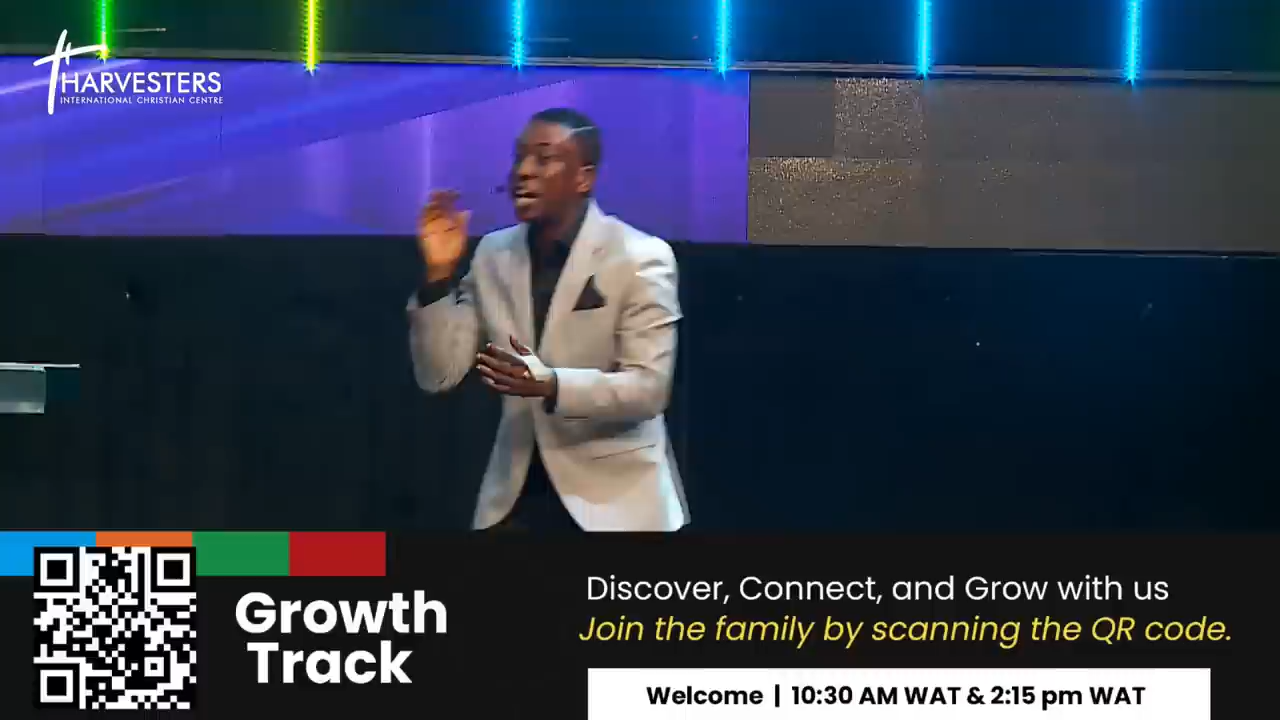 HARVESTERS
INTERNATIONAL CHRISTIAN CENTRE
Growth
Track
Discover, Connect, and Grow with us
Join the family by scanning the QR code.
Welcome | 10:30 AM WAT & 2:15 pm WAT